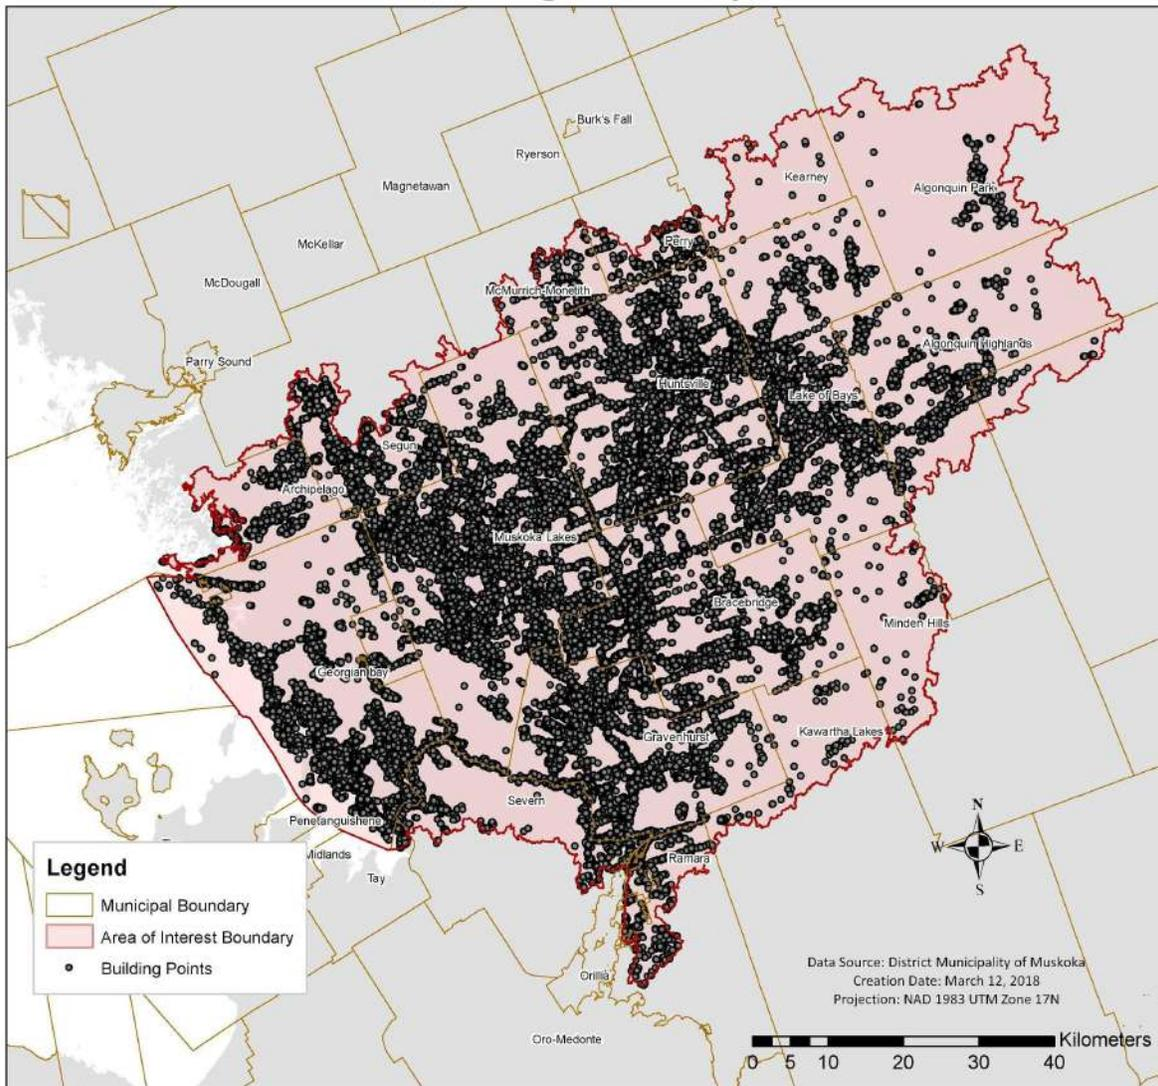 Burk's Fall
Ryerson
Kearney
Magnetawan
Algonquin Park
McKellar
Perry
McDougall
McMurrich-Monetith
Parry Sound
Algonquin Highlands
Huntsville
Lake of Bays
Segun
Archipelago
Muskoka Lakes
Bracebridge
Minden Hills
Georgian bay
Kawartha Lakes
Gravenhurst
Severn
Penetanguishene
Midlands
Ramara
Tay
Orillia
Oro-Medonte
N
W
E
S
Legend
Municipal Boundary
Area of Interest Boundary
Building Points
Data Source: District Municipality of Muskoka
Creation Date: March 12, 2018
Projection: NAD 1983 UTM Zone 17N
Kilometers
0 5 10 20 30 40